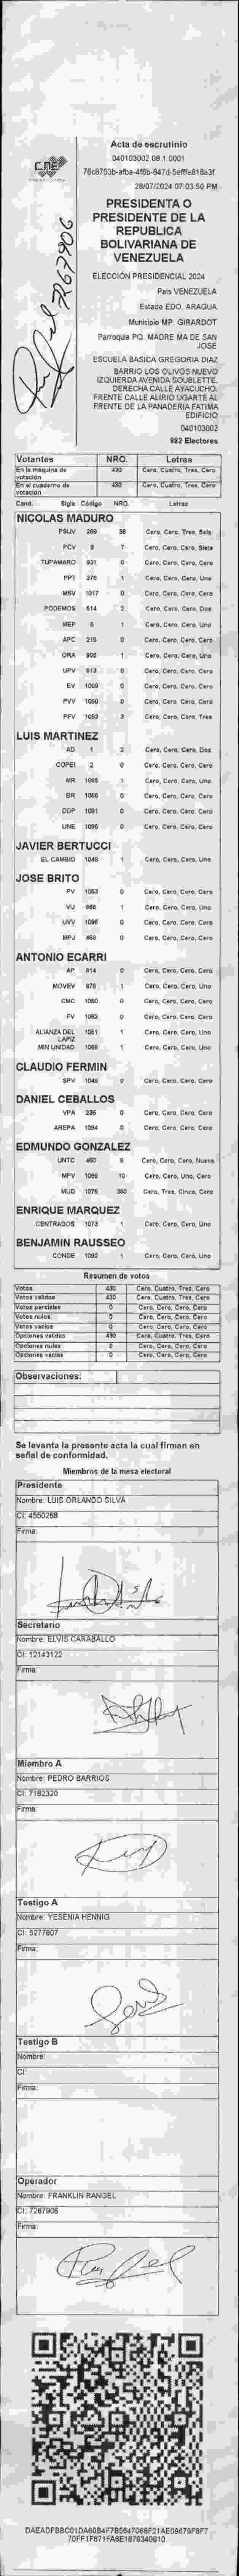 CNE
7267906
Acta de escrutinio
040103002.08.1.0001
28/07/2024 07:03:50 PM
PRESIDENTA O
PRESIDENTE DE LA
REPUBLICA
BOLIVARIANA DE
VENEZUELA
ELECCIÓN PRESIDENCIAL 2024
País VENEZUELA
Estado EDO. ARAGUA
Municipio MP. GIRARDOT
Parroquia PQ. MADRE MA DE SAN
JOSE
ESCUELA BASICA GREGORIA DIAZ
BARRIO LOS OLIVOS NUEVO
IZQUIERDA AVENIDA SOUBLETTE.
DERECHA CALLE AYACUCHO.
FRENTE CALLE ALIRIO UGARTE AL
FRENTE DE LA PANADERIA FATIMA
EDIFICIO
040103002
982 Electores
Votantes NRO. Letras
En la máquina de votación 430 Cero, Cuatro, Tres, Cero
En el cuaderno de votación 430 Cero, Cuatro, Tres, Cero
Cand. Sigla Código NRO. Letras
NICOLAS MADURO
PSUV 269 36 Cero, Cero, Tres, Seis
PCV 9 7 Cero, Cero, Cero, Siete
TUPAMARO 931 0 Cero, Cero, Cero, Cero
PPT 376 1 Cero, Cero, Cero, Uno
MSV 1017 0 Cero, Cero, Cero, Cero
PODEMOS 514 2 Cero, Cero, Cero, Dos
MEP 6 1 Cero, Cero, Cero, Uno
APC 219 0 Cero, Cero, Cero, Cero
ORA 906 1 Cero, Cero, Cero, Uno
UPV 613 0 Cero, Cero, Cero, Cero
EV 1089 0 Cero, Cero, Cero, Cero
PVV 1090 0 Cero, Cero, Cero, Cero
PFV 1093 3 Cero, Cero, Cero, Tres
LUIS MARTINEZ
AD 1 2 Cero, Cero, Cero, Dos
COPEI 2 0 Cero, Cero, Cero, Cero
MR 1065 1 Cero, Cero, Cero, Uno
BR 1066 0 Cero, Cero, Cero, Cero
DDP 1091 0 Cero, Cero, Cero, Cero
UNE 1095 0 Cero, Cero, Cero, Cero
JAVIER BERTUCCI
EL CAMBIO 1048 1 Cero, Cero, Cero, Uno
JOSE BRITO
PV 1053 0 Cero, Cero, Cero, Cero
VU 956 1 Cero, Cero, Cero, Uno
UVV 1096 0 Cero, Cero, Cero, Cero
MPJ 458 0 Cero, Cero, Cero, Cero
ANTONIO ECARRI
AP 814 0 Cero, Cero, Cero, Cero
MOVEV 978 1 Cero, Cero, Cero, Uno
CMC 1060 0 Cero, Cero, Cero, Cero
FV 1063 0 Cero, Cero, Cero, Cero
ALIANZA DEL LAPIZ 1051 1 Cero, Cero, Cero, Uno
MIN UNIDAD 1069 1 Cero, Cero, Cero, Uno
CLAUDIO FERMIN
SPV 1049 0 Cero, Cero, Cero, Cero
DANIEL CEBALLOS
VPA 236 0 Cero, Cero, Cero, Cero
AREPA 1094 0 Cero, Cero, Cero, Cero
EDMUNDO GONZALEZ
UNTC 460 9 Cero, Cero, Cero, Nueve
MPV 1068 10 Cero, Cero, Uno, Cero
MUD 1075 350 Cero, Tres, Cinco, Cero
ENRIQUE MARQUEZ
CENTRADOS 1073 1 Cero, Cero, Cero, Uno
BENJAMIN RAUSSEO
CONDE 1092 1 Cero, Cero, Cero, Uno
Resumen de votos
Votos 430 Cero, Cuatro, Tres, Cero
Votos validos 430 Cero, Cuatro, Tres, Cero
Votos parciales 0 Cero, Cero, Cero, Cero
Votos nulos 0 Cero, Cero, Cero, Cero
Votos vacios 0 Cero, Cero, Cero, Cero
Opciones validas 430 Cero, Cuatro, Tres, Cero
Opciones nulas 0 Cero, Cero, Cero, Cero
Opciones vacias 0 Cero, Cero, Cero, Cero
Observaciones:
Se levanta la presente acta la cual firman en
señal de conformidad.
Miembros de la mesa electoral
Presidente
Nombre: LUIS ORLANDO SILVA
CI: 4550268
Firma:
Secretario
Nombre: ELVIS CARABALLO
CI: 12143122
Firma:
Miembro A
Nombre: PEDRO BARRIOS
CI: 7182320
Firma:
Testigo A
Nombre: YESENIA HENNIG
CI: 5277807
Firma:
Testigo B
Nombre:
CI:
Firma:
Operador
Nombre: FRANKLIN RANGEL
CI: 7267906
Firma: